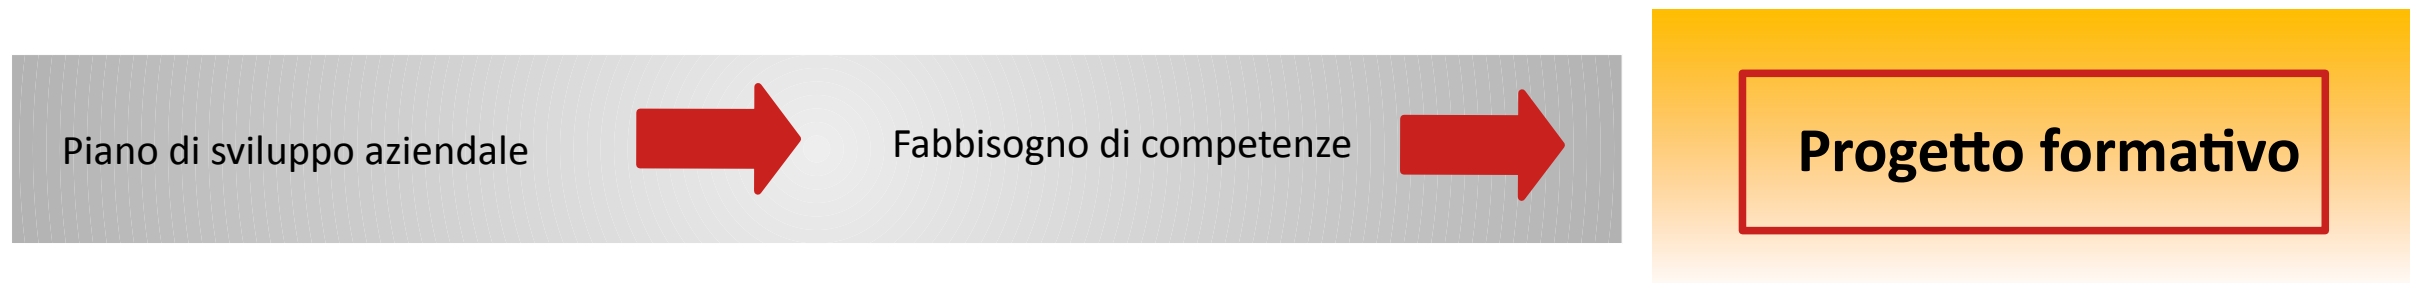 Piano di sviluppo aziendale
Fabbisogno di competenze
Progetto formativo